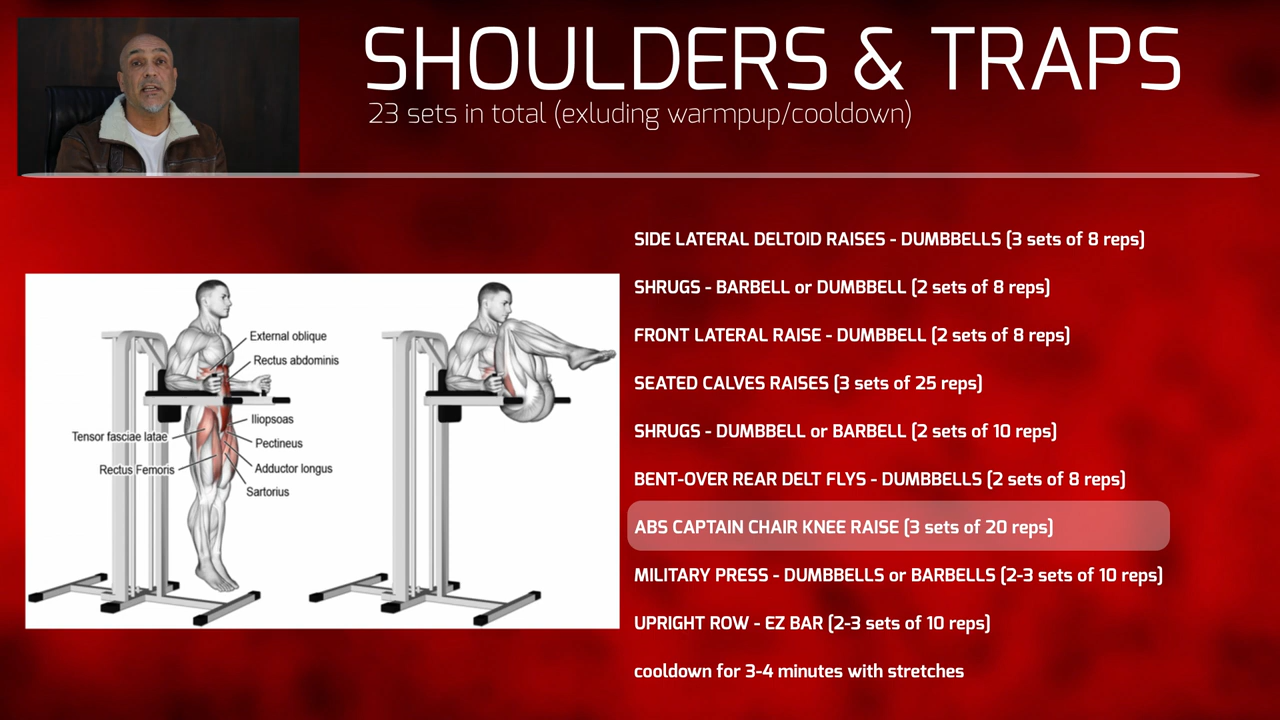 SHOULDERS & TRAPS
23 sets in total (exluding warmpup/cooldown)
SIDE LATERAL DELTOID RAISES - DUMBBELLS [3 sets of 8 reps]
SHRUGS - BARBELL or DUMBBELL [2 sets of 8 reps]
FRONT LATERAL RAISE - DUMBBELL [2 sets of 8 reps]
SEATED CALVES RAISES [3 sets of 25 reps]
SHRUGS - DUMBBELL or BARBELL [2 sets of 10 reps]
BENT-OVER REAR DELT FLYS - DUMBBELLS [2 sets of 8 reps]
ABS CAPTAIN CHAIR KNEE RAISE [3 sets of 20 reps]
MILITARY PRESS - DUMBBELLS or BARBELLS [2-3 sets of 10 reps]
UPRIGHT ROW - EZ BAR [2-3 sets of 10 reps]
cooldown for 3-4 minutes with stretches
External oblique
Rectus abdominis
Iliopsoas
Tensor fasciae latae
Pectineus
Rectus Femoris
Adductor longus
Sartorius